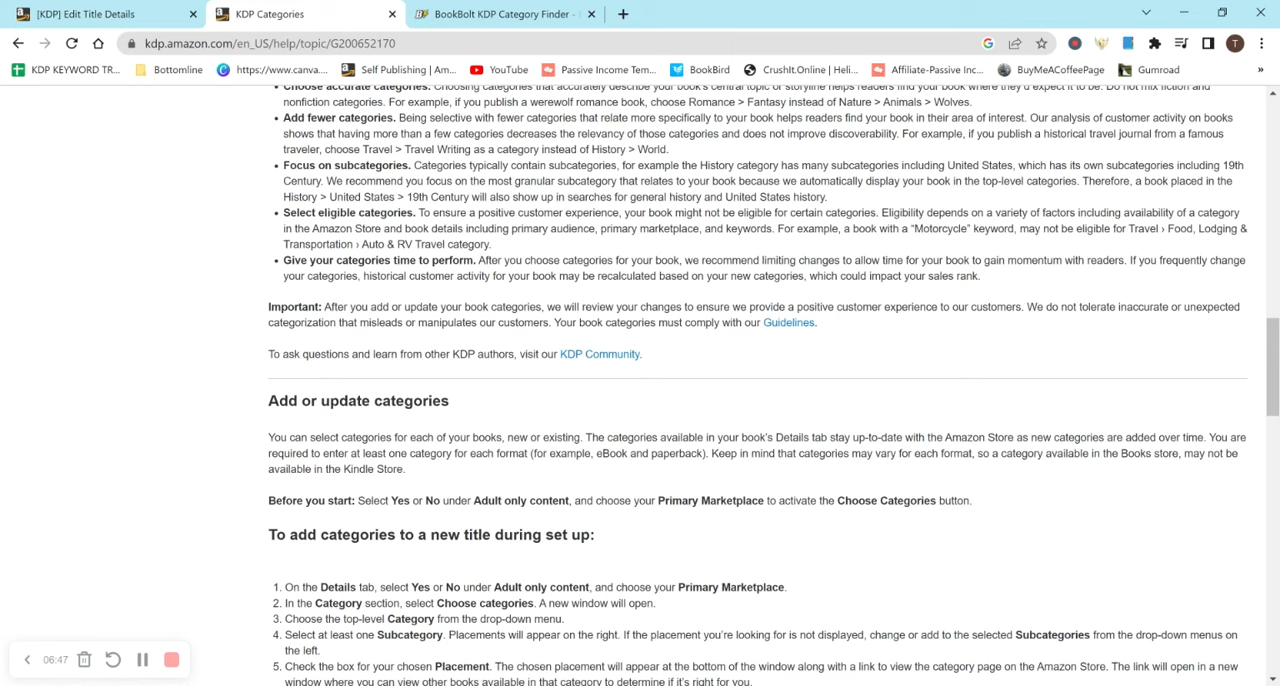 [KDP] Edit Title Details
KDP Categories
BookBolt KDP Category Finder -
kdp.amazon.com/en_US/help/topic/G200652170
T
KDP KEYWORD TR... Bottomline https://www.canva.... Self Publishing | Am... YouTube Passive Income Tem... BookBird CrushIt.Online | Heli... Affiliate-Passive Inc... BuyMeACoffeePage Gumroad »
• Choose accurate categories. Choosing categories that accurately describe your book's central topic or storyline helps readers find your book where they'd expect it to be. Do not mix fiction and
nonfiction categories. For example, if you publish a werewolf romance book, choose Romance > Fantasy instead of Nature > Animals > Wolves.
• Add fewer categories. Being selective with fewer categories that relate more specifically to your book helps readers find your book in their area of interest. Our analysis of customer activity on books
shows that having more than a few categories decreases the relevancy of those categories and does not improve discoverability. For example, if you publish a historical travel journal from a famous
traveler, choose Travel > Travel Writing as a category instead of History > World.
• Focus on subcategories. Categories typically contain subcategories, for example the History category has many subcategories including United States, which has its own subcategories including 19th
Century. We recommend you focus on the most granular subcategory that relates to your book because we automatically display your book in the top-level categories. Therefore, a book placed in the
History > United States > 19th Century will also show up in searches for general history and United States history.
• Select eligible categories. To ensure a positive customer experience, your book might not be eligible for certain categories. Eligibility depends on a variety of factors including availability of a category
in the Amazon Store and book details including primary audience, primary marketplace, and keywords. For example, a book with a “Motorcycle” keyword, may not be eligible for Travel › Food, Lodging &
Transportation › Auto & RV Travel category.
• Give your categories time to perform. After you choose categories for your book, we recommend limiting changes to allow time for your book to gain momentum with readers. If you frequently change
your categories, historical customer activity for your book may be recalculated based on your new categories, which could impact your sales rank.
Important: After you add or update your book categories, we will review your changes to ensure we provide a positive customer experience to our customers. We do not tolerate inaccurate or unexpected
categorization that misleads or manipulates our customers. Your book categories must comply with our Guidelines.
To ask questions and learn from other KDP authors, visit our KDP Community.
Add or update categories
You can select categories for each of your books, new or existing. The categories available in your book's Details tab stay up-to-date with the Amazon Store as new categories are added over time. You are
required to enter at least one category for each format (for example, eBook and paperback). Keep in mind that categories may vary for each format, so a category available in the Books store, may not be
available in the Kindle Store.
Before you start: Select Yes or No under Adult only content, and choose your Primary Marketplace to activate the Choose Categories button.
To add categories to a new title during set up:
1. On the Details tab, select Yes or No under Adult only content, and choose your Primary Marketplace.
2. In the Category section, select Choose categories. A new window will open.
3. Choose the top-level Category from the drop-down menu.
4. Select at least one Subcategory. Placements will appear on the right. If the placement you're looking for is not displayed, change or add to the selected Subcategories from the drop-down menus on
the left.
5. Check the box for your chosen Placement. The chosen placement will appear at the bottom of the window along with a link to view the category page on the Amazon Store. The link will open in a new
window where you can view other books available in that category to determine if it's right for you.
06:47